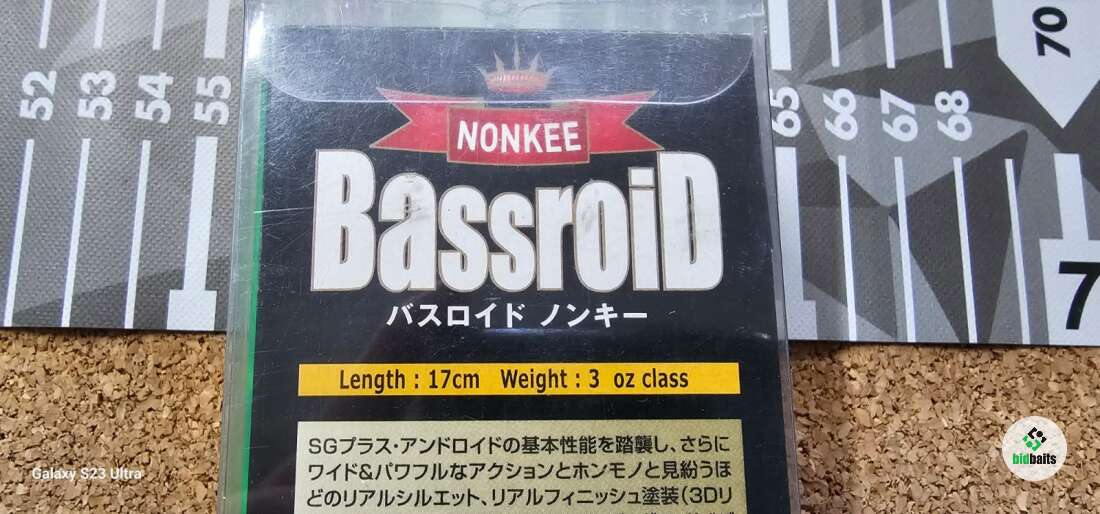 52 53 54 55
65 66 67 68
70
7
NONKEE
BassroiD
バスロイド ノンキー
Length : 17cm Weight : 3 oz class
SGプラス・アンドロイドの基本性能を踏襲し、さらに
ワイド&パワフルなアクションとホンモノと見紛うほ
どのリアルシルエット、リアルフィニッシュ塗装(3Dリ
Galaxy S23 Ultra
bidbaits